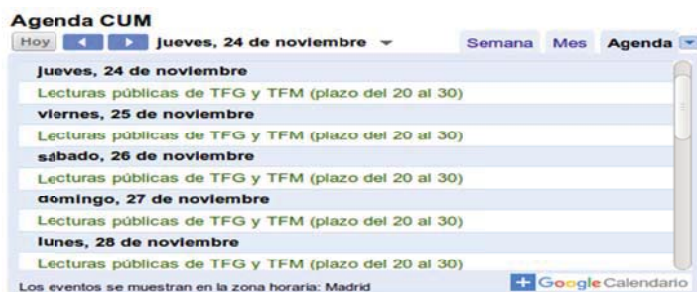 Agenda CUM
Hoy jueves, 24 de noviembre Semana Mes Agenda
jueves, 24 de noviembre
Lecturas públicas de TFG y TFM (plazo del 20 al 30)
viernes, 25 de noviembre
Lecturas públicas de TFG y TFM (plazo del 20 al 30)
sábado, 26 de noviembre
Lecturas públicas de TFG y TFM (plazo del 20 al 30)
domingo, 27 de noviembre
Lecturas públicas de TFG y TFM (plazo del 20 al 30)
lunes, 28 de noviembre
Lecturas públicas de TFG y TFM (plazo del 20 al 30)
Los eventos se muestran en la zona horaria: Madrid + Google Calendario